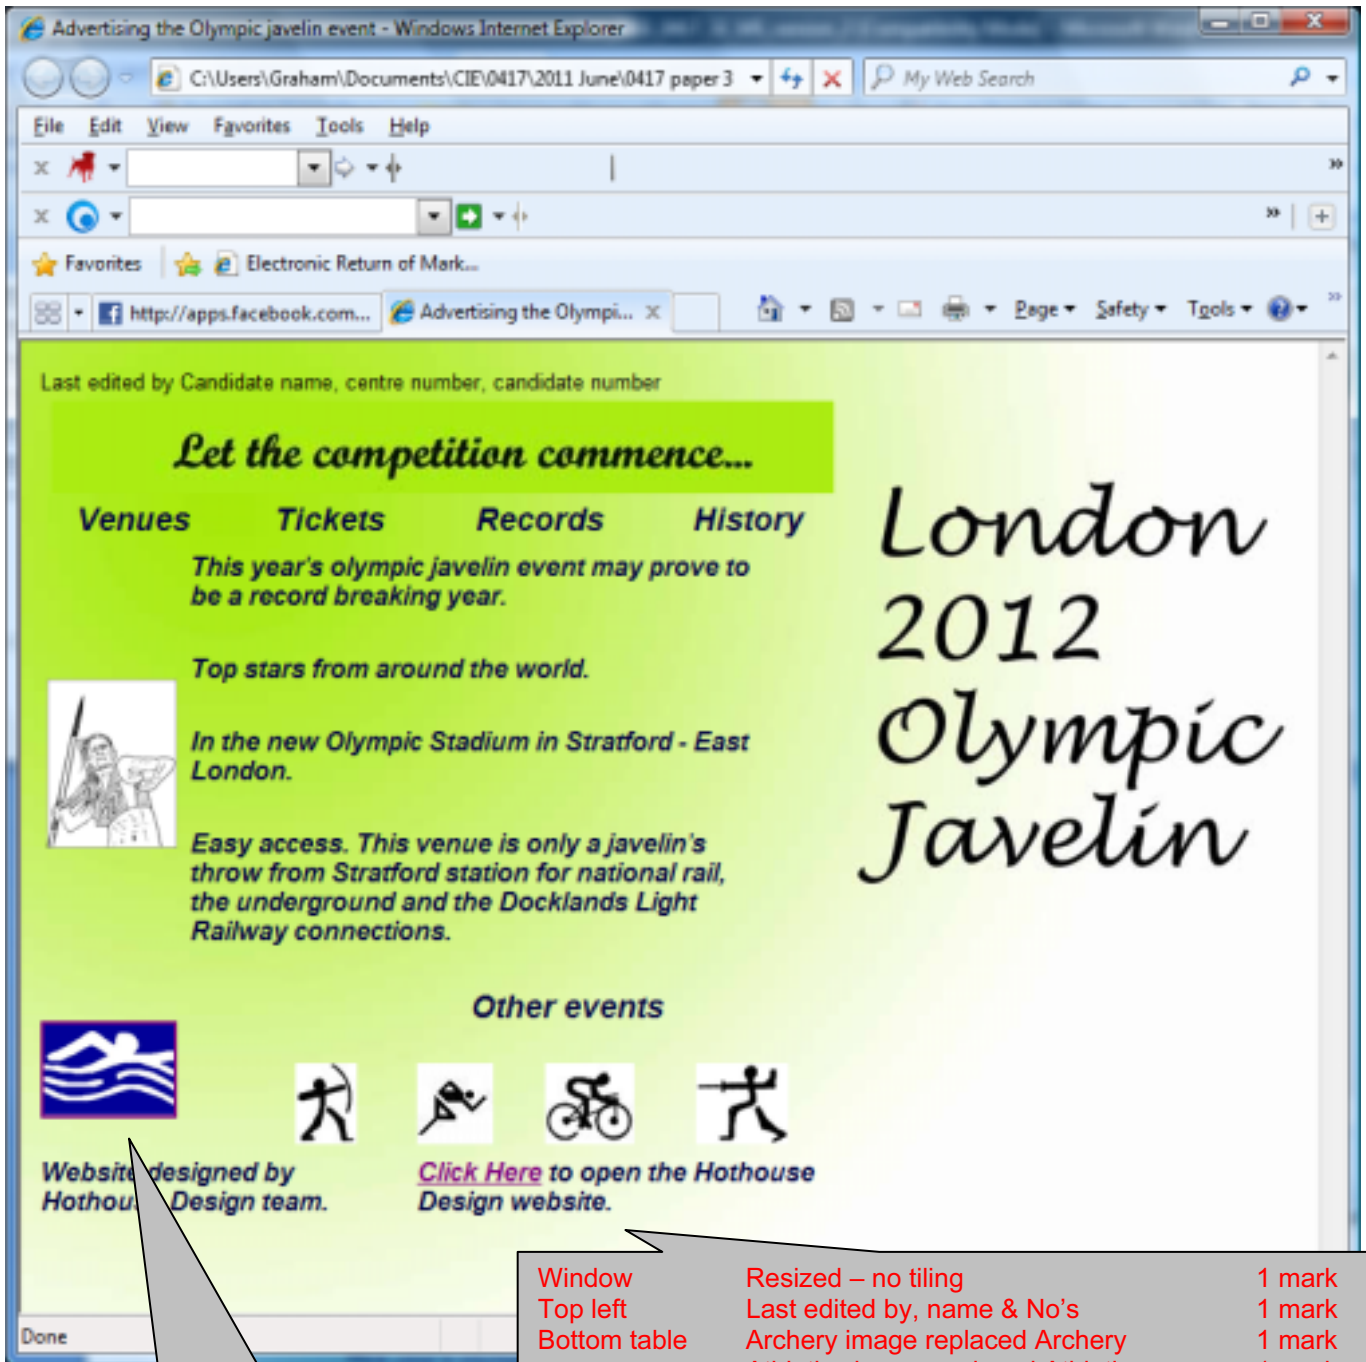 Advertising the Olympic javelin event - Windows Internet Explorer
C:\Users\Graham\Documents\CIE\0417\2011 June\0417 paper 3
My Web Search
File Edit View Favorites Tools Help
Favorites Electronic Return of Mark...
http://apps.facebook.com... Advertising the Olympi... Page Safety Tools
Last edited by Candidate name, centre number, candidate number
Let the competition commence...
Venues Tickets Records History
This year's olympic javelin event may prove to
be a record breaking year.
Top stars from around the world.
In the new Olympic Stadium in Stratford - East
London.
Easy access. This venue is only a javelin's
throw from Stratford station for national rail,
the underground and the Docklands Light
Railway connections.
London
2012
Olympic
Javelin
Other events
Website designed by
Hothouse Design team.
Click Here to open the Hothouse
Design website.
Window Resized – no tiling 1 mark
Top left Last edited by, name & No's 1 mark
Bottom table Archery image replaced Archery 1 mark
Done